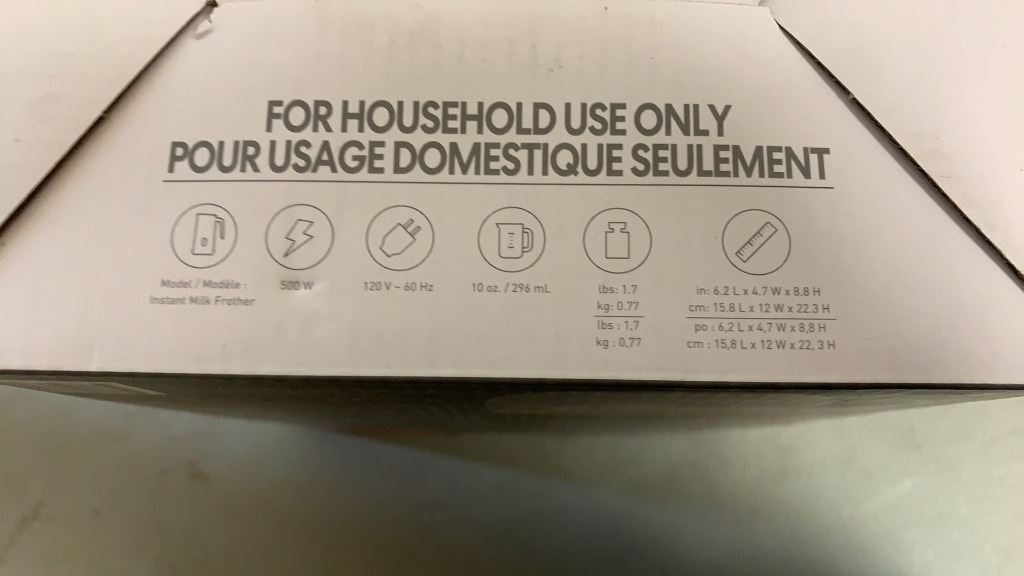 FOR HOUSEHOLD USE ONLY
POUR USAGE DOMESTIQUE SEULEMENT
Model / Modèle :
Instant Milk Frother
500 W
120 V ~ 60 Hz
10 oz. / 296 mL
lbs: 1.7
kg: 0.77
lbs : 1,7
kg : 0,77
in: 6.2 L x 4.7 W x 8.8 H
cm: 15.8 L x 12 W x 22.3 H
po : 6,2 L x 4,7 W x 8,8 H
cm : 15,8 L x 12 W x 22, 3 H